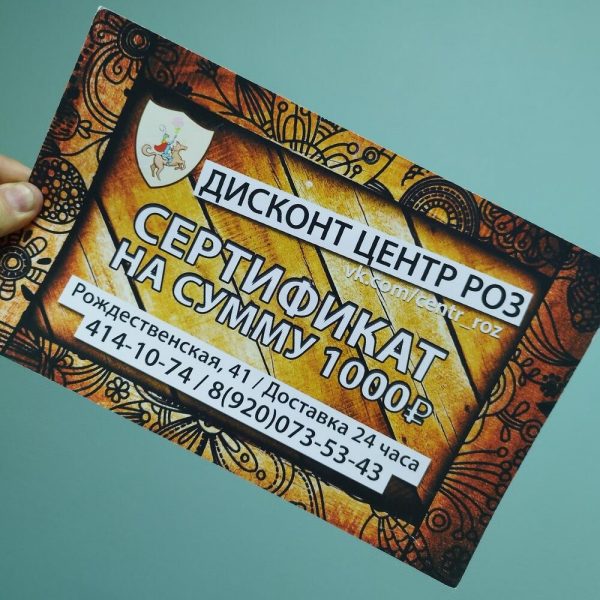 ДИСКОНТ ЦЕНТР РОЗ
vk.com/centr_roz
СЕРТИФИКАТ
НА СУММУ 1000₽
Рождественская, 41 / Доставка 24 часа
414-10-74 / 8(920)073-53-43